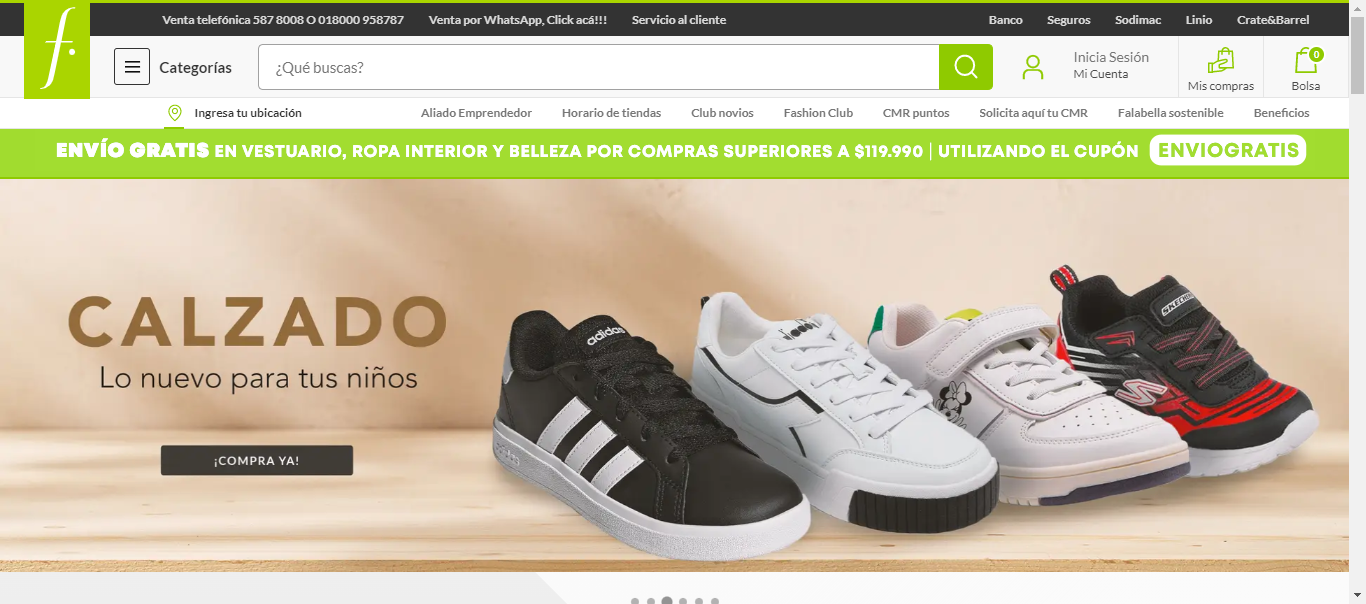 Venta telefónica 587 8008 O 018000 958787 Venta por WhatsApp, Click acá!!! Servicio al cliente Banco Seguros Sodimac Linio Crate&Barrel
f.
Categorías ¿Qué buscas? Inicia Sesión
Mi Cuenta
Mis compras
0
Bolsa
Ingresa tu ubicación Aliado Emprendedor Horario de tiendas Club novios Fashion Club CMR puntos Solicita aquí tu CMR Falabella sostenible Beneficios
ENVÍO GRATIS EN VESTUARIO, ROPA INTERIOR Y BELLEZA POR COMPRAS SUPERIORES A $119.990 | UTILIZANDO EL CUPÓN ENVIOGRATIS
CALZADO
Lo nuevo para tus niños
¡COMPRA YA!
adidas
SKECHERS